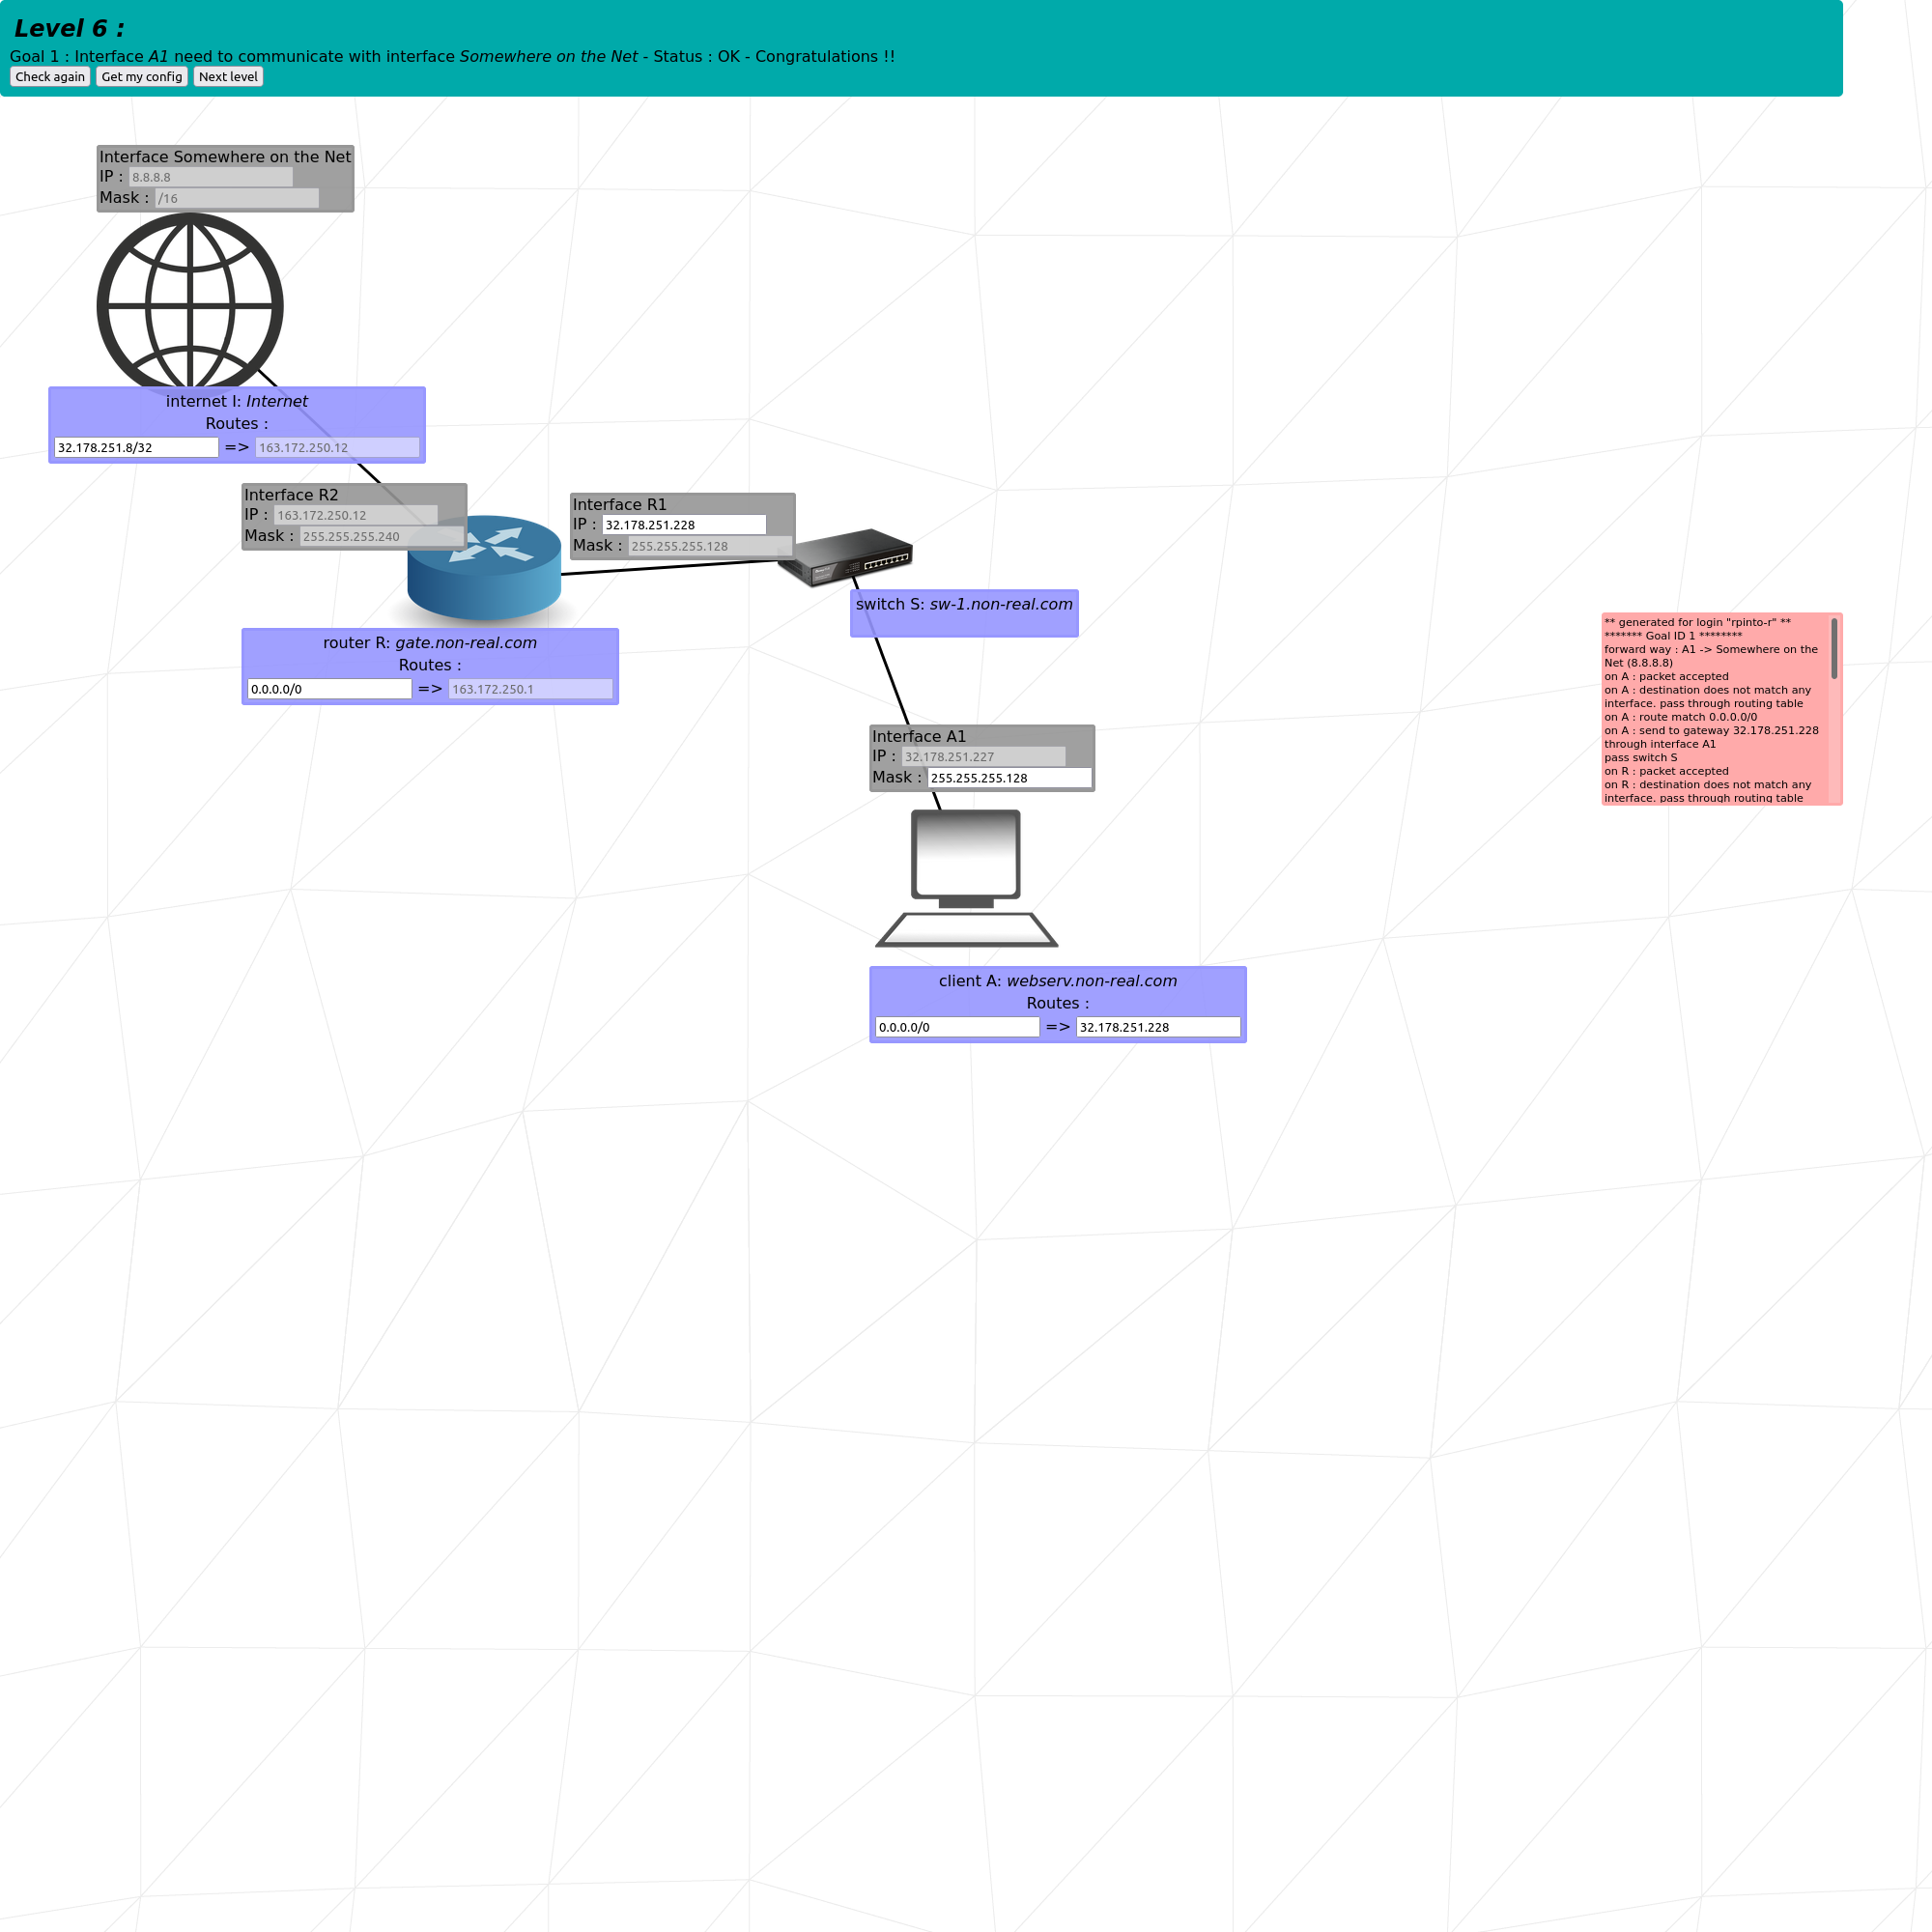 Level 6 :
Goal 1 : Interface A1 need to communicate with interface Somewhere on the Net - Status : OK - Congratulations !!
Check again Get my config Next level
Interface Somewhere on the Net
IP : 8.8.8.8
Mask : /16
internet I: Internet
Routes :
32.178.251.8/32 => 163.172.250.12
Interface R2
IP : 163.172.250.12
Mask : 255.255.255.240
Interface R1
IP : 32.178.251.228
Mask : 255.255.255.128
switch S: sw-1.non-real.com
router R: gate.non-real.com
Routes :
0.0.0.0/0 => 163.172.250.1
** generated for login "rpinto-r" **
******* Goal ID 1 ********
forward way : A1 -> Somewhere on the
Net (8.8.8.8)
on A : packet accepted
on A : destination does not match any
interface. pass through routing table
on A : route match 0.0.0.0/0
on A : send to gateway 32.178.251.228
through interface A1
pass switch S
on R : packet accepted
on R : destination does not match any
interface. pass through routing table
Interface A1
IP : 32.178.251.227
Mask : 255.255.255.128
client A: webserv.non-real.com
Routes :
0.0.0.0/0 => 32.178.251.228